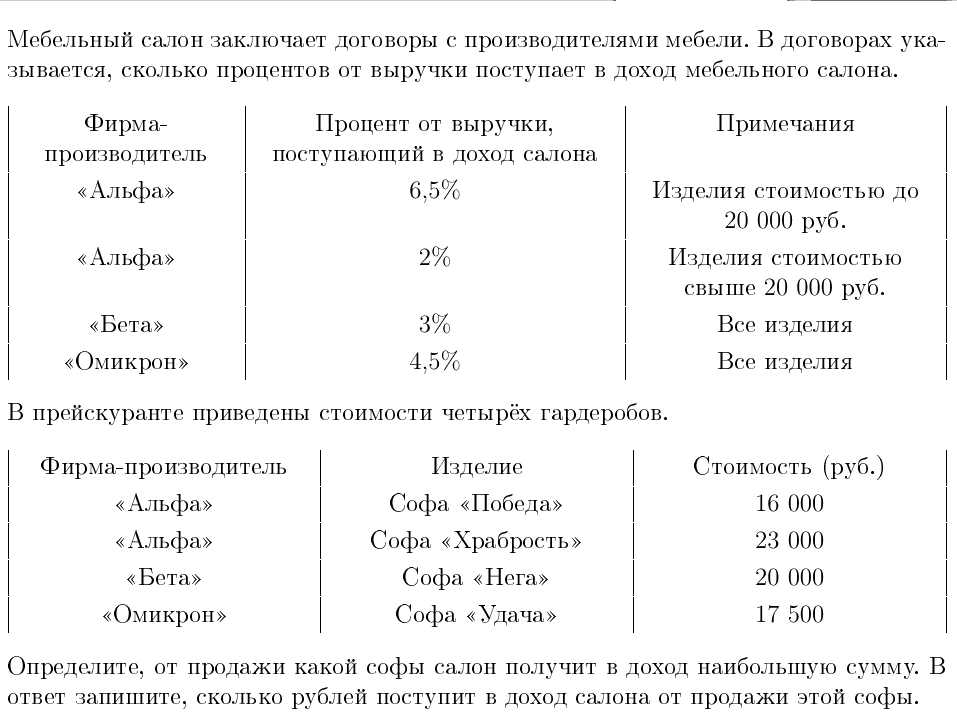 Мебельный салон заключает договоры с производителями мебели. В договорах ука-
зывается, сколько процентов от выручки поступает в доход мебельного салона.
Фирма-
производитель
Процент от выручки,
поступающий в доход салона
Примечания
«Альфа» 6,5% Изделия стоимостью до
20 000 руб.
«Альфа» 2% Изделия стоимостью
свыше 20 000 руб.
«Бета» 3% Все изделия
«Омикрон» 4,5% Все изделия
В прейскуранте приведены стоимости четырёх гардеробов.
Фирма-производитель Изделие Стоимость (руб.)
«Альфа» Софа «Победа» 16 000
«Альфа» Софа «Храбрость» 23 000
«Бета» Софа «Нега» 20 000
«Омикрон» Софа «Удача» 17 500
Определите, от продажи какой софы салон получит в доход наибольшую сумму. В
ответ запишите, сколько рублей поступит в доход салона от продажи этой софы.